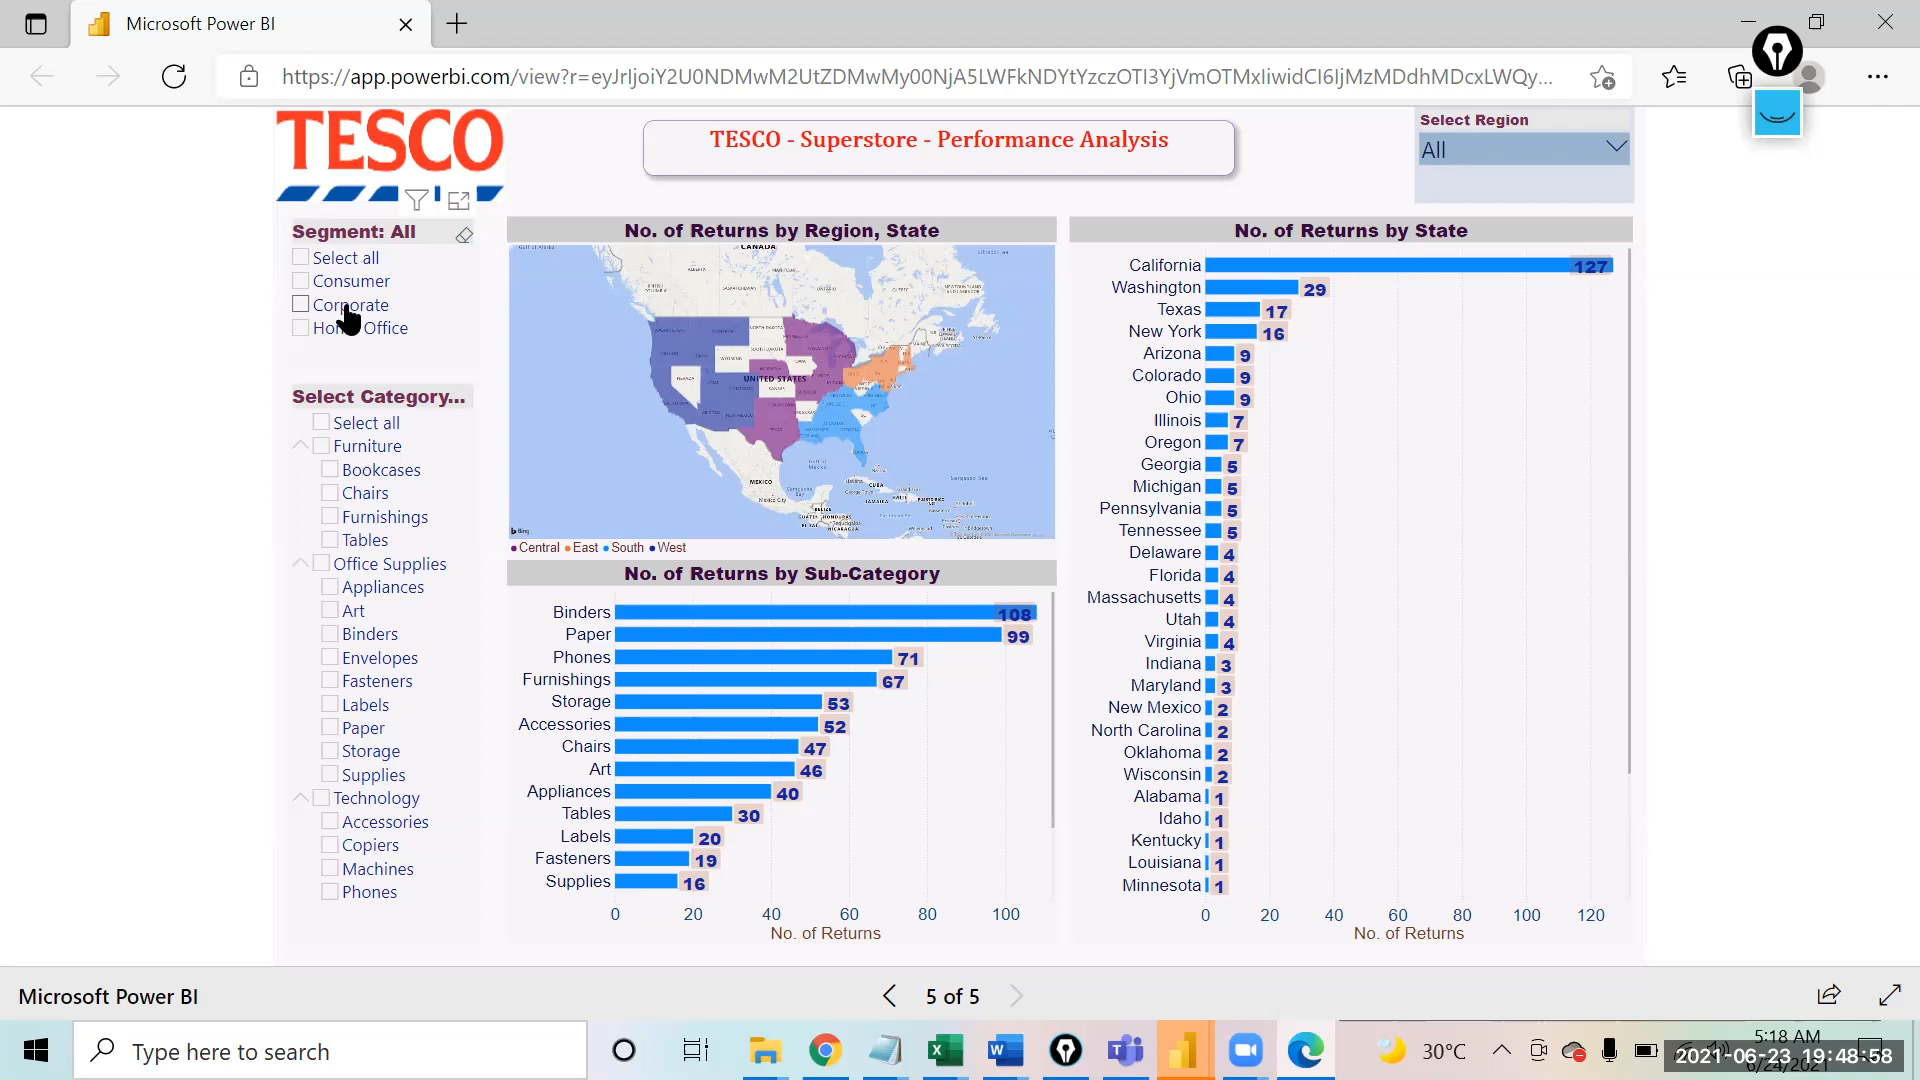 Microsoft Power BI
https://app.powerbi.com/view?r=eyJrIjoiY2U0NDMwM2UtZDMwMy00NjA5LWFkNDYtYzczOTI3YjVmOTMxIiwidCI6IjMzMDdhMDcxLWQy...
TESCO
TESCO - Superstore - Performance Analysis
Select Region
All
Segment: All
Select all
Consumer
Corporate
Home Office
Select Category...
Select all
Furniture
Bookcases
Chairs
Furnishings
Tables
Office Supplies
Appliances
Art
Binders
Envelopes
Fasteners
Labels
Paper
Storage
Supplies
Technology
Accessories
Copiers
Machines
Phones
No. of Returns by Region, State
CANADA
UNITED STATES
MEXICO
Mexico City
CUBA
Bing
Central East South West
No. of Returns by Sub-Category
Binders 108
Paper 99
Phones 71
Furnishings 67
Storage 53
Accessories 52
Chairs 47
Art 46
Appliances 40
Tables 30
Labels 20
Fasteners 19
Supplies 16
0 20 40 60 80 100
No. of Returns
No. of Returns by State
California 127
Washington 29
Texas 17
New York 16
Arizona 9
Colorado 9
Ohio 9
Illinois 7
Oregon 7
Georgia 5
Michigan 5
Pennsylvania 5
Tennessee 5
Delaware 4
Florida 4
Massachusetts 4
Utah 4
Virginia 4
Indiana 3
Maryland 3
New Mexico 2
North Carolina 2
Oklahoma 2
Wisconsin 2
Alabama 1
Idaho 1
Kentucky 1
Louisiana 1
Minnesota 1
0 20 40 60 80 100 120
No. of Returns
Microsoft Power BI
5 of 5
Type here to search
30°C
5:18 AM
2021-06-23 19:48:58